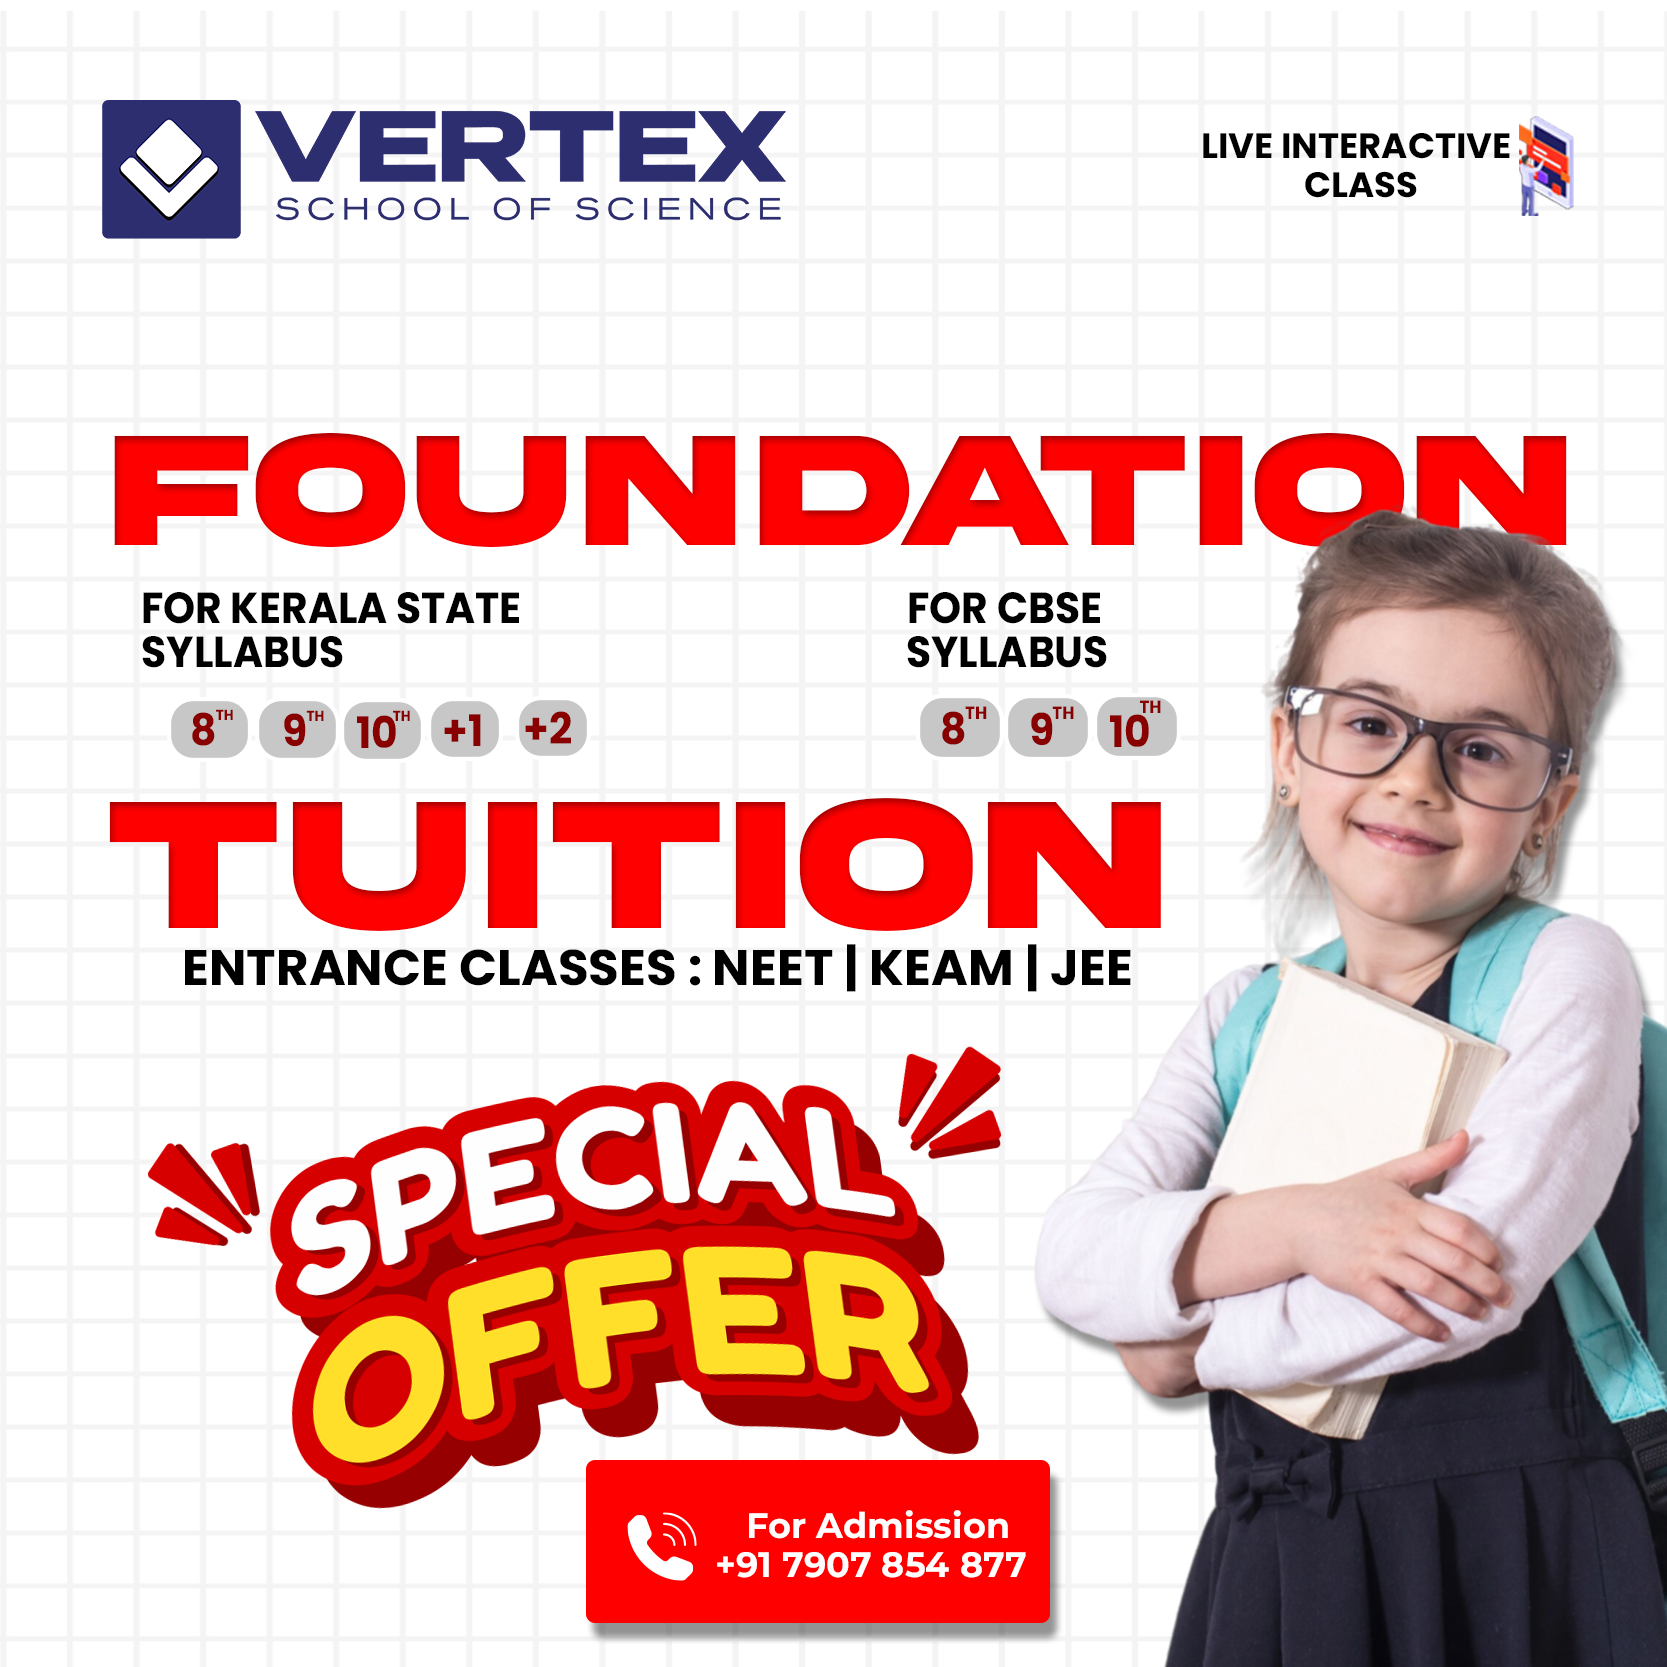 VERTEX
SCHOOL OF SCIENCE
LIVE INTERACTIVE
CLASS
FOUNDATION
FOR KERALA STATE
SYLLABUS
8TH 9TH 10TH +1 +2
FOR CBSE
SYLLABUS
8TH 9TH 10TH
TUITION
ENTRANCE CLASSES : NEET | KEAM | JEE
SPECIAL
OFFER
For Admission
+91 7907 854 877